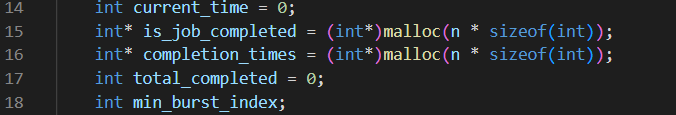 14 int current_time = 0;
15 int* is_job_completed = (int*)malloc(n * sizeof(int));
16 int* completion_times = (int*)malloc(n * sizeof(int));
17 int total_completed = 0;
18 int min_burst_index;